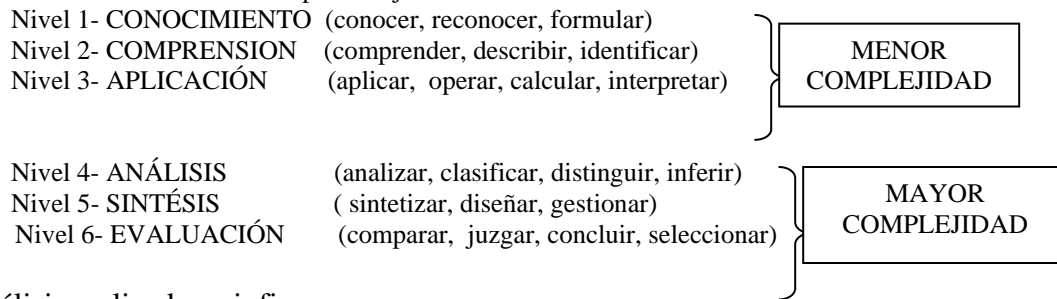 Nivel 1- CONOCIMIENTO (conocer, reconocer, formular)
Nivel 2- COMPRENSION (comprender, describir, identificar)
Nivel 3- APLICACIÓN (aplicar, operar, calcular, interpretar)
MENOR
COMPLEJIDAD
Nivel 4- ANÁLISIS (analizar, clasificar, distinguir, inferir)
Nivel 5- SINTÉSIS ( sintetizar, diseñar, gestionar)
Nivel 6- EVALUACIÓN (comparar, juzgar, concluir, seleccionar)
MAYOR
COMPLEJIDAD